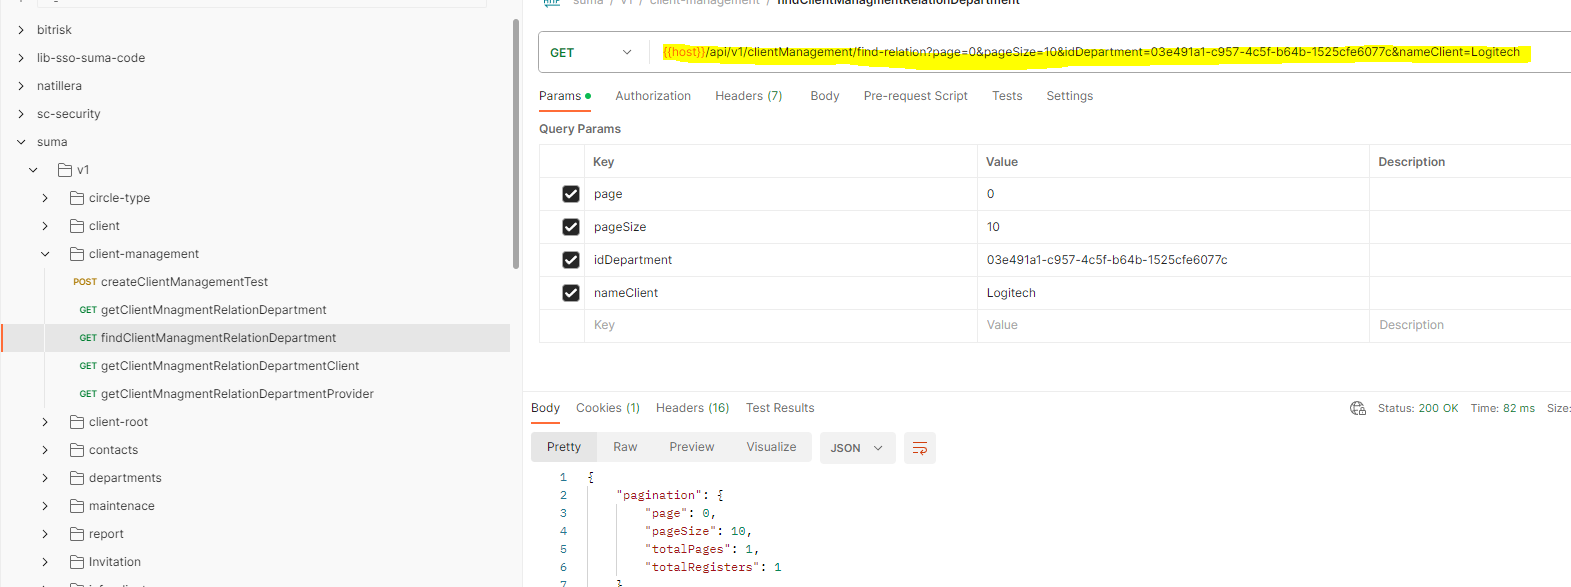 suma / v1 / client-management / findClientManagmentRelationDepartment
bitrisk
lib-sso-suma-code
natillera
sc-security
suma
v1
circle-type
client
client-management
POST createClientManagementTest
GET getClientMnagmentRelationDepartment
GET findClientManagmentRelationDepartment
GET getClientMnagmentRelationDepartmentClient
GET getClientMnagmentRelationDepartmentProvider
client-root
contacts
departments
maintenace
report
Invitation
GET {{host}}/api/v1/clientManagement/find-relation?page=0&pageSize=10&idDepartment=03e491a1-c957-4c5f-b64b-1525cfe6077c&nameClient=Logitech
Params Authorization Headers (7) Body Pre-request Script Tests Settings
Query Params
Key Value Description
page 0
pageSize 10
idDepartment 03e491a1-c957-4c5f-b64b-1525cfe6077c
nameClient Logitech
Key Value Description
Body Cookies (1) Headers (16) Test Results Status: 200 OK Time: 82 ms Size:
Pretty Raw Preview Visualize JSON
1 {
2 "pagination": {
3 "page": 0,
4 "pageSize": 10,
5 "totalPages": 1,
6 "totalRegisters": 1
7 }